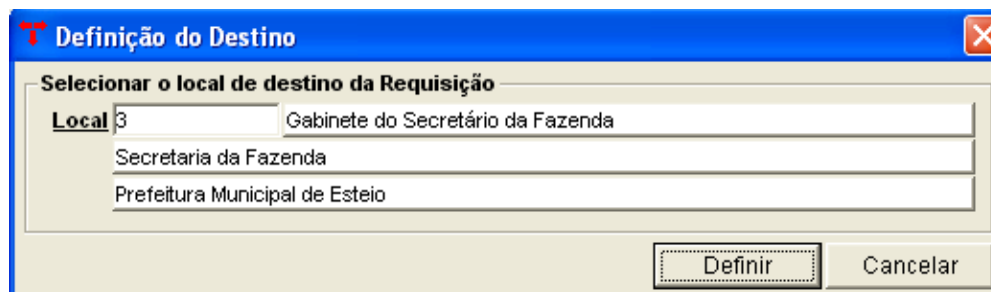 Definição do Destino
Selecionar o local de destino da Requisição
Local 3 Gabinete do Secretário da Fazenda
Secretaria da Fazenda
Prefeitura Municipal de Esteio
Definir Cancelar